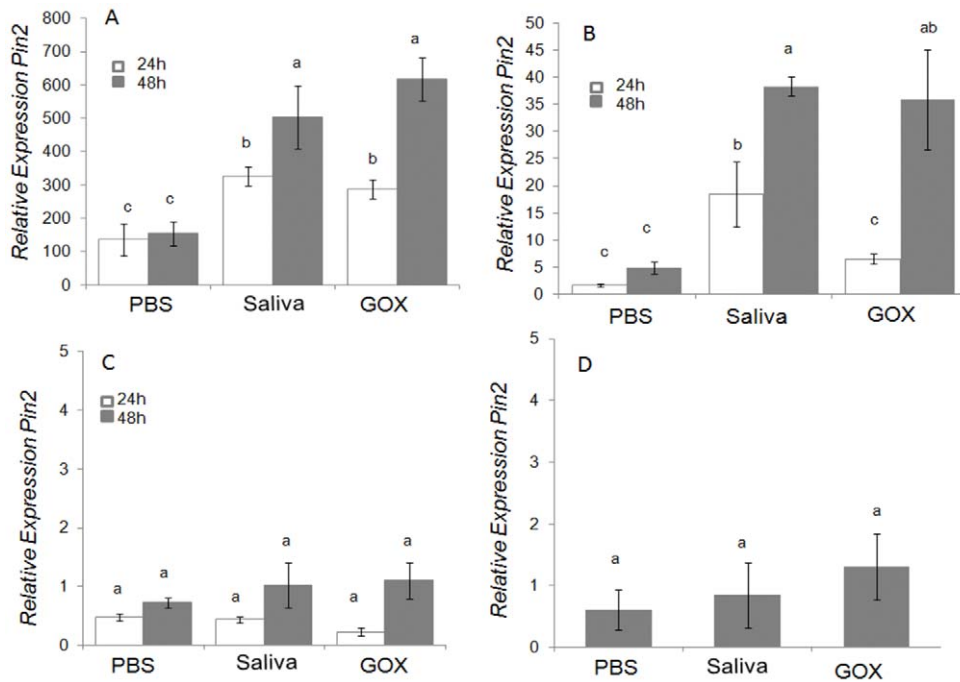 A
Relative Expression Pin2
800
700
600
500
400
300
200
100
0
24h
48h
c
c
b
a
b
a
PBS
Saliva
GOX
B
Relative Expression Pin2
50
45
40
35
30
25
20
15
10
5
0
24h
48h
c
c
b
a
c
ab
PBS
Saliva
GOX
C
Relative Expression Pin2
5
4
3
2
1
0
24h
48h
a
a
a
a
a
a
PBS
Saliva
GOX
D
Relative Expression Pin2
5
4
3
2
1
0
a
a
a
PBS
Saliva
GOX